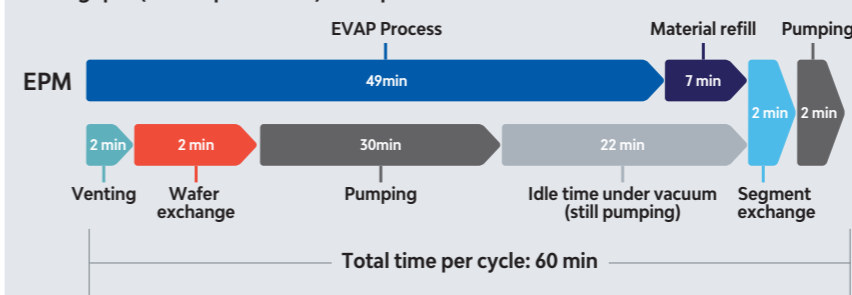 EVAP Process
Material refill
Pumping
EPM
49min
7 min
2 min
2 min
2 min
2 min
30min
22 min
Venting
Wafer
exchange
Pumping
Idle time under vacuum
(still pumping)
Segment
exchange
Total time per cycle: 60 min